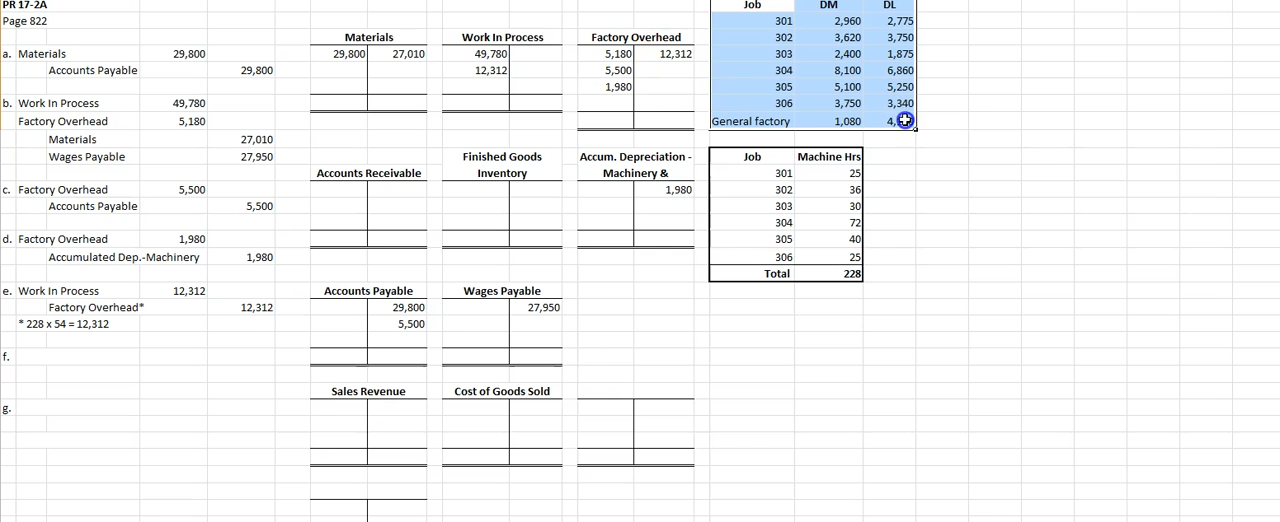 PR 17-2A
Page 822
a. Materials 29,800
Accounts Payable 29,800
b. Work In Process 49,780
Factory Overhead 5,180
Materials 27,010
Wages Payable 27,950
c. Factory Overhead 5,500
Accounts Payable 5,500
d. Factory Overhead 1,980
Accumulated Dep.-Machinery 1,980
e. Work In Process 12,312
Factory Overhead* 12,312
* 228 x 54 = 12,312
f.
g.
Materials
29,800 27,010
Work In Process
49,780
12,312
Factory Overhead
5,180 12,312
5,500
1,980
Accounts Receivable
Finished Goods
Inventory
Accum. Depreciation -
Machinery &
1,980
Accounts Payable
29,800
5,500
Wages Payable
27,950
Sales Revenue
Cost of Goods Sold
Job DM DL
301 2,960 2,775
302 3,620 3,750
303 2,400 1,875
304 8,100 6,860
305 5,100 5,250
306 3,750 3,340
General factory 1,080
Job Machine Hrs
301 25
302 36
303 30
304 72
305 40
306 25
Total 228